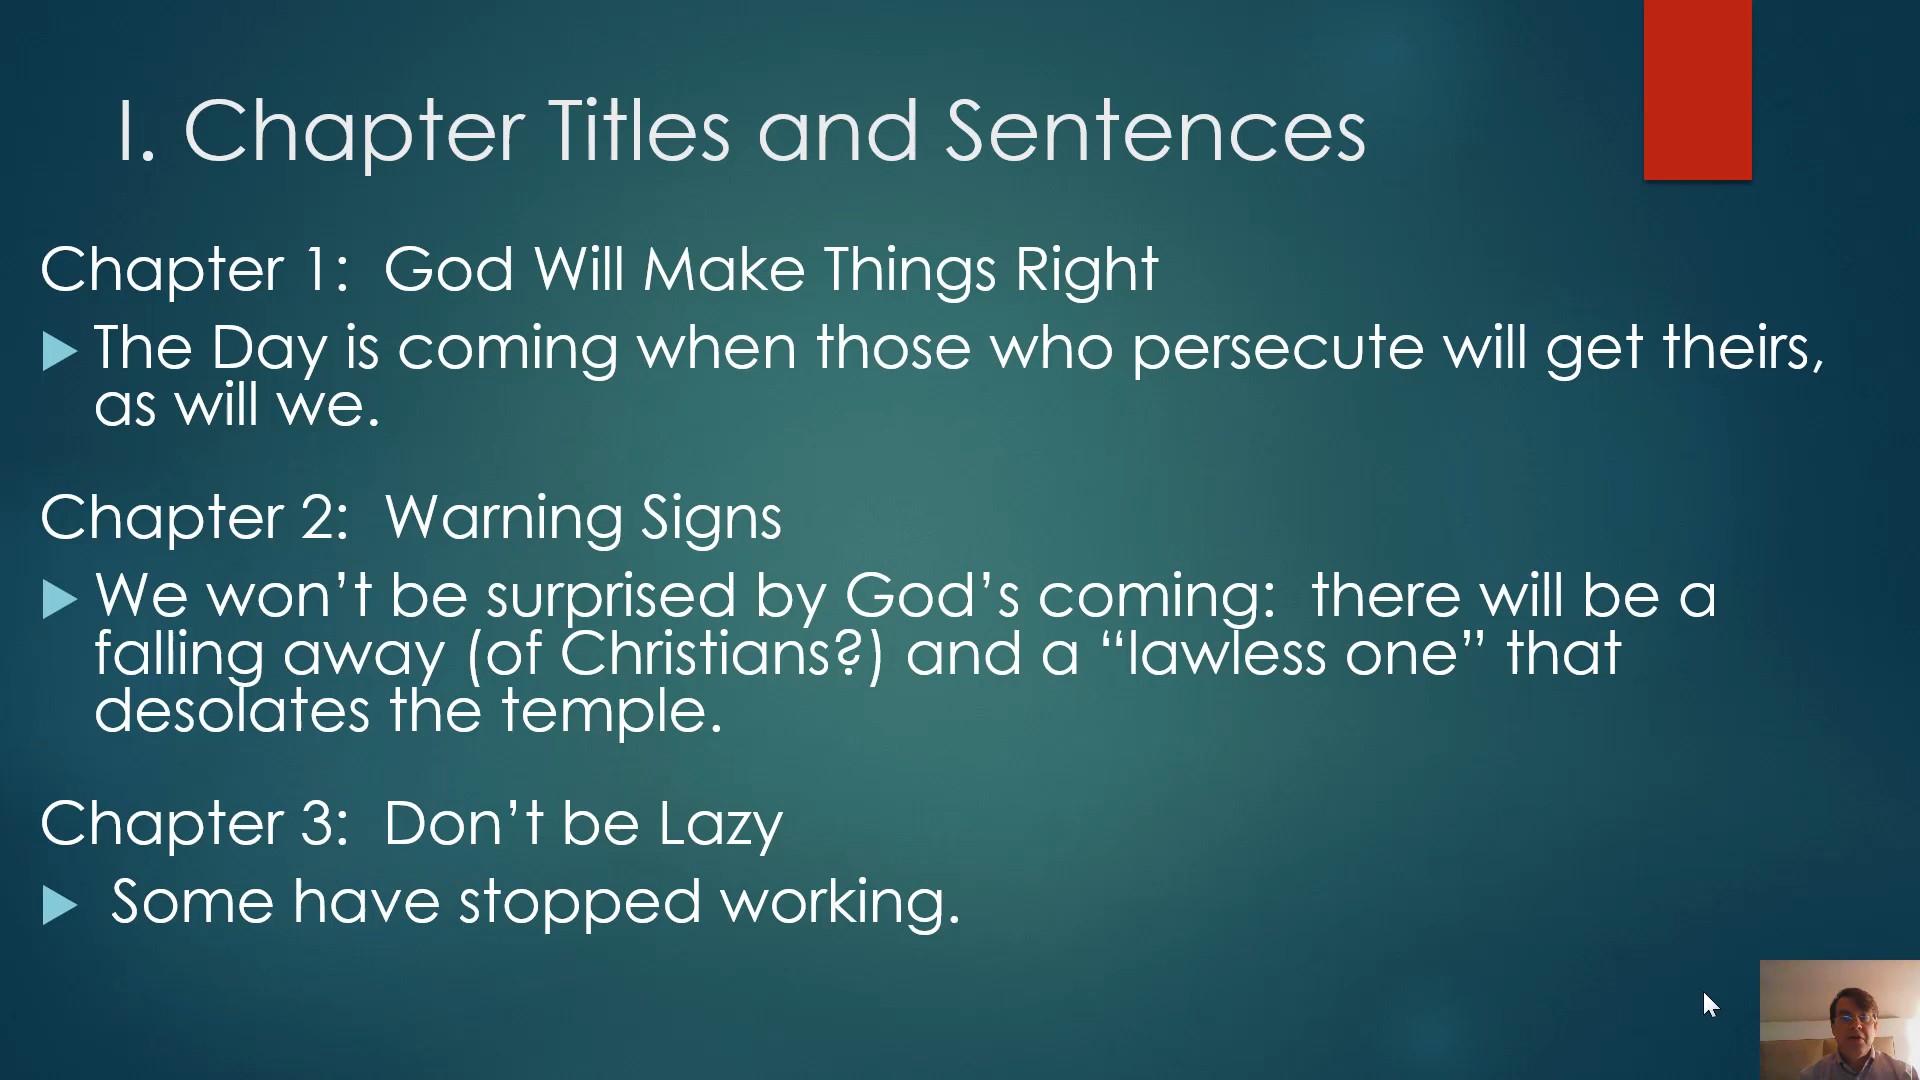 I. Chapter Titles and Sentences
Chapter 1:  God Will Make Things Right
The Day is coming when those who persecute will get theirs,
as will we.
Chapter 2:  Warning Signs
We won’t be surprised by God’s coming:  there will be a
falling away (of Christians?) and a “lawless one” that
desolates the temple.
Chapter 3:  Don’t be Lazy
Some have stopped working.